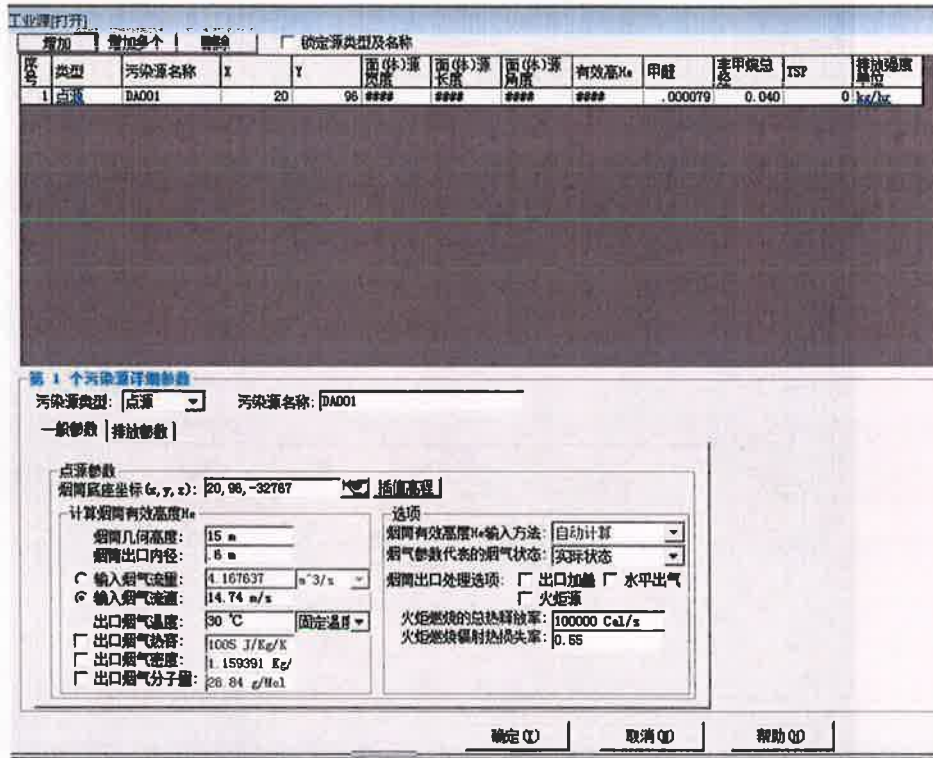 工业源[打开]
增加 增加多个 删除 锁定源类型及名称
序号 类型 污染源名称 X Y 面(体)源宽度 面(体)源长度 面(体)源角度 有效高He 甲醛 非甲烷总烃 TSP 排放强度单位
1 点源 DA001 20 96 #### #### #### #### .000079 0.040 0 kg/hr
第 1 个污染源详细参数
污染源类型: 点源 污染源名称: DA001
一般参数 排放参数
点源参数
烟筒底座坐标(x,y,z): 20,96,-32767 插值高程
计算烟筒有效高度He
烟筒几何高度: 15 m
烟筒出口内径: .6 m
输入烟气流量: 4.167637 m^3/s
输入烟气流速: 14.74 m/s
出口烟气温度: 30 ℃ 固定温度
出口烟气热容: 1005 J/Kg/K
出口烟气密度: 1.159391 Kg/
出口烟气分子量: 28.84 g/Mol
选项
烟筒有效高度He输入方法: 自动计算
烟气参数代表的烟气状态: 实际状态
烟筒出口处理选项: 出口加盖 水平出气
火炬源
火炬燃烧的总热释放率: 100000 Cal/s
火炬燃烧辐射热损失率: 0.55
确定(Y) 取消(N) 帮助(H)